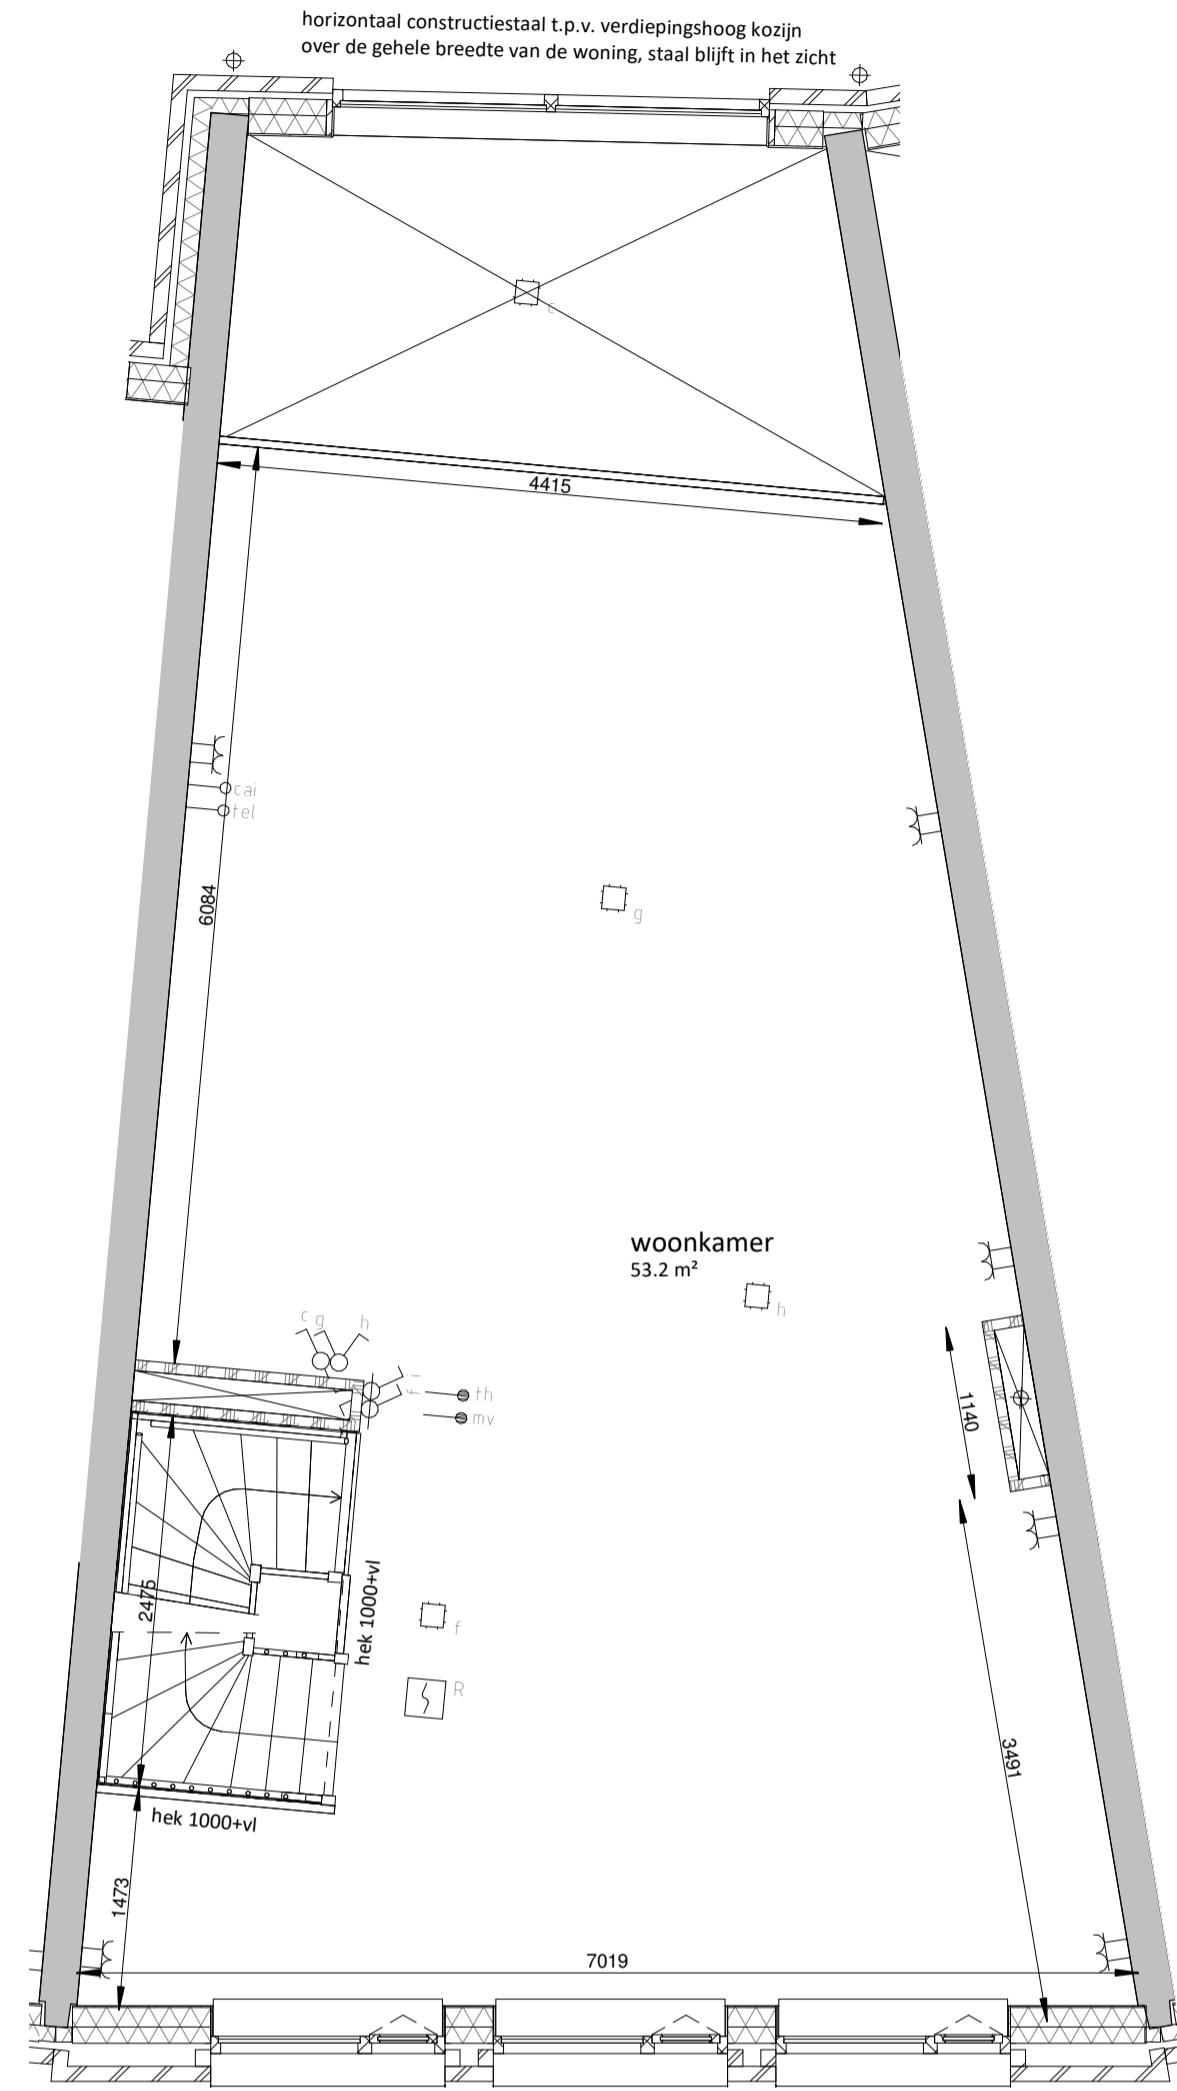 horizontaal constructiestaal t.p.v. verdiepingshoog kozijn
over de gehele breedte van de woning, staal blijft in het zicht
c
4415
cai
tel
6084
g
woonkamer
53.2 m²
h
c g h
f
th
mv
1140
2475
hek 1000+vl
f
R
3491
hek 1000+vl
1473
7019